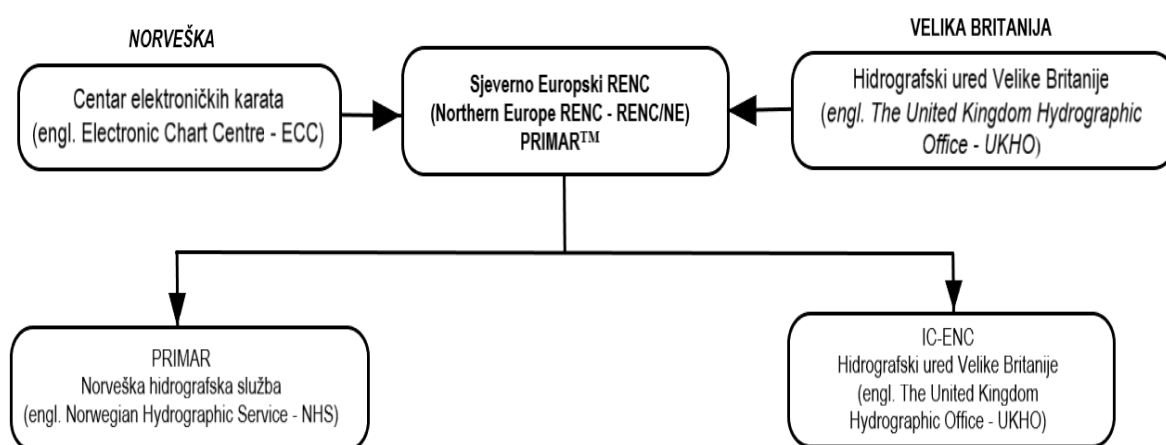 NORVEŠKA
Centar elektroničkih karata
(engl. Electronic Chart Centre - ECC)
Sjeverno Europski RENC
(Northern Europe RENC - RENC/NE)
PRIMAR™
VELIKA BRITANIJA
Hidrografski ured Velike Britanije
(engl. The United Kingdom Hydrographic
Office - UKHO)
PRIMAR
Norveška hidrografska služba
(engl. Norwegian Hydrographic Service - NHS)
IC-ENC
Hidrografski ured Velike Britanije
(engl. The United Kingdom
Hydrographic Office - UKHO)